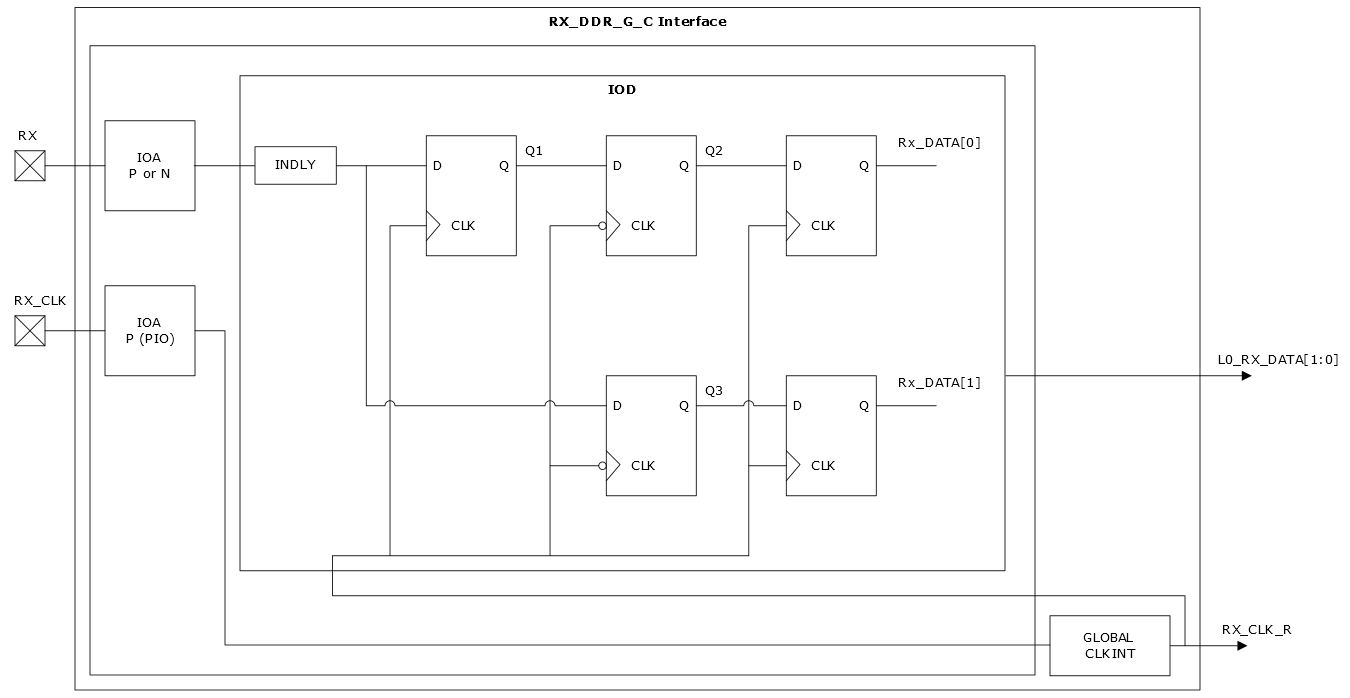 RX_DDR_G_C Interface
IOD
RX
IOA
P or N
INDLY
D
Q
CLK
Q1
D
Q
CLK
Q2
D
Q
CLK
Rx_DATA[0]
RX_CLK
IOA
P (PIO)
D
Q
CLK
Q3
D
Q
CLK
Rx_DATA[1]
L0_RX_DATA[1:0]
GLOBAL
CLKINT
RX_CLK_R